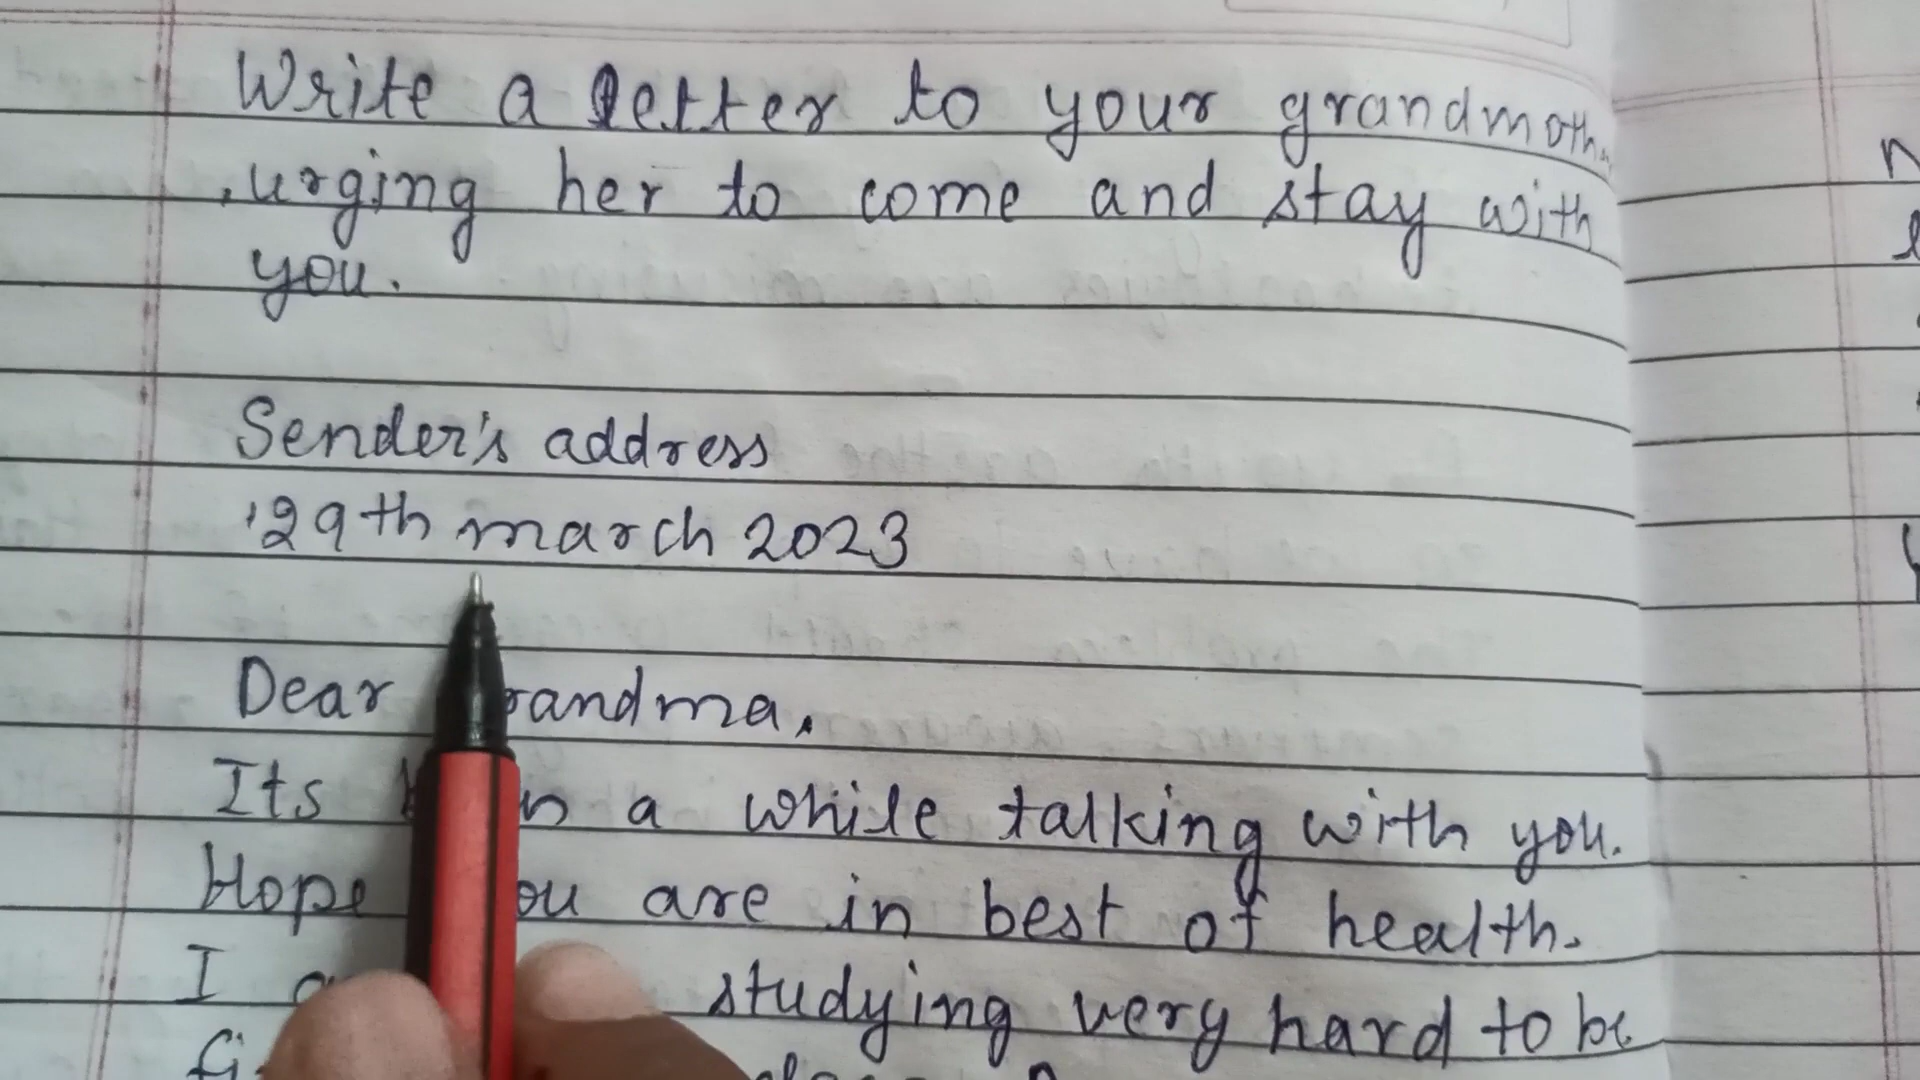 Write a letter to your grandmoth
urging her to come and stay with
you.
Sender's address
29th march 2023
Dear randma,
Its a while talking with you.
Hope ou are in best of health.
I studying very hard to be